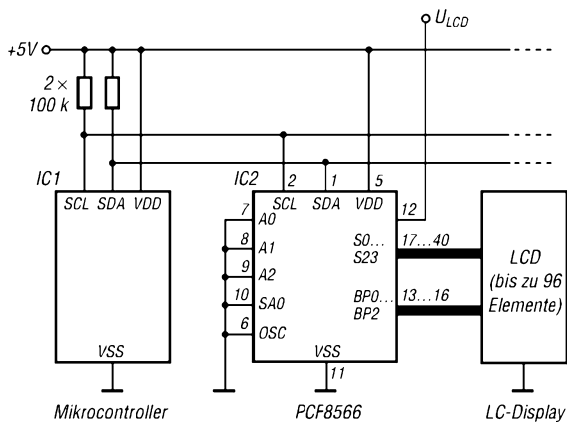 U_LCD
+5V
2×
100 k
IC1
SCL SDA VDD
VSS
Mikrocontroller
IC2
2 1 5
SCL SDA VDD
12
7 A0
8 A1
9 A2
10 SA0
6 OSC
S0... 17...40
S23
BP0... 13...16
BP2
VSS
11
PCF8566
LCD
(bis zu 96
Elemente)
LC-Display